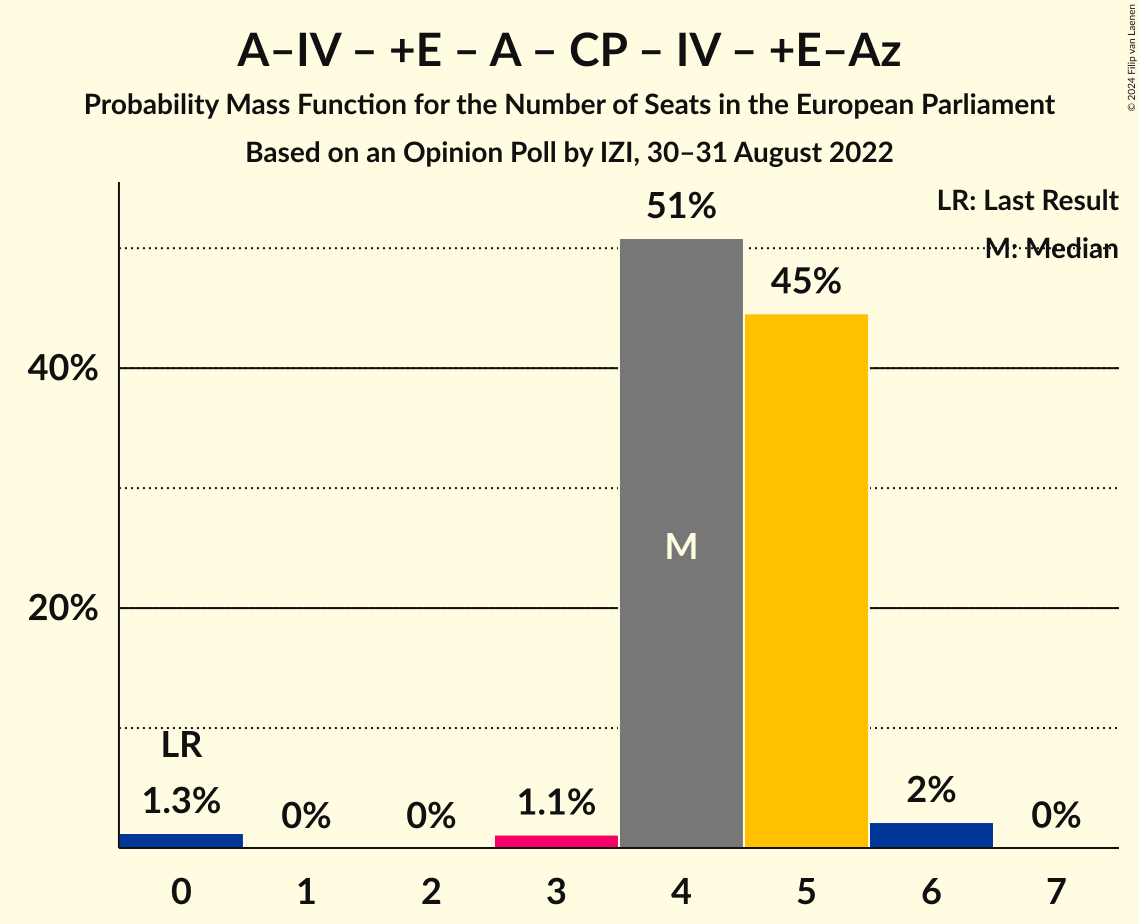 A–IV – +E – A – CP – IV – +E–Az
Probability Mass Function for the Number of Seats in the European Parliament
Based on an Opinion Poll by IZI, 30–31 August 2022
© 2024 Filip van Laenen
LR: Last Result
M: Median
51%
45%
40%
M
20%
LR
1.3%
0%
0%
1.1%
2%
0%
0 1 2 3 4 5 6 7